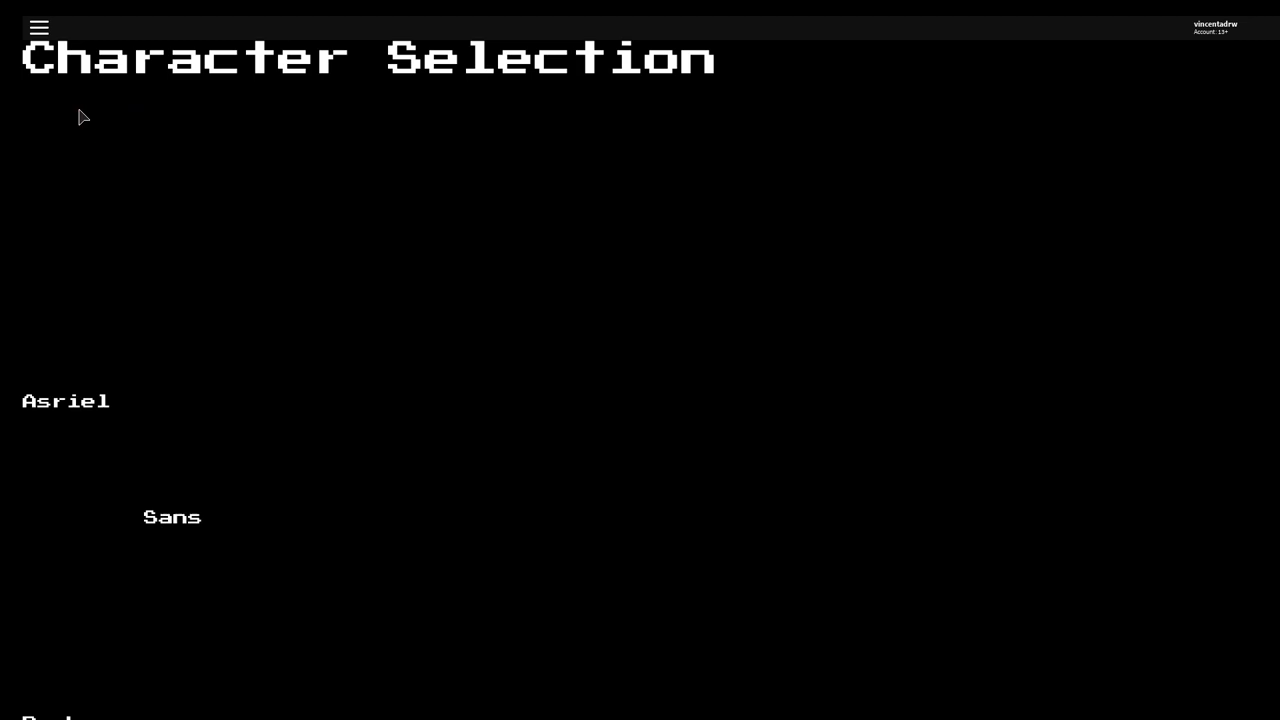 vincentadrw
Account: 13+
Character Selection
Asriel
Sans